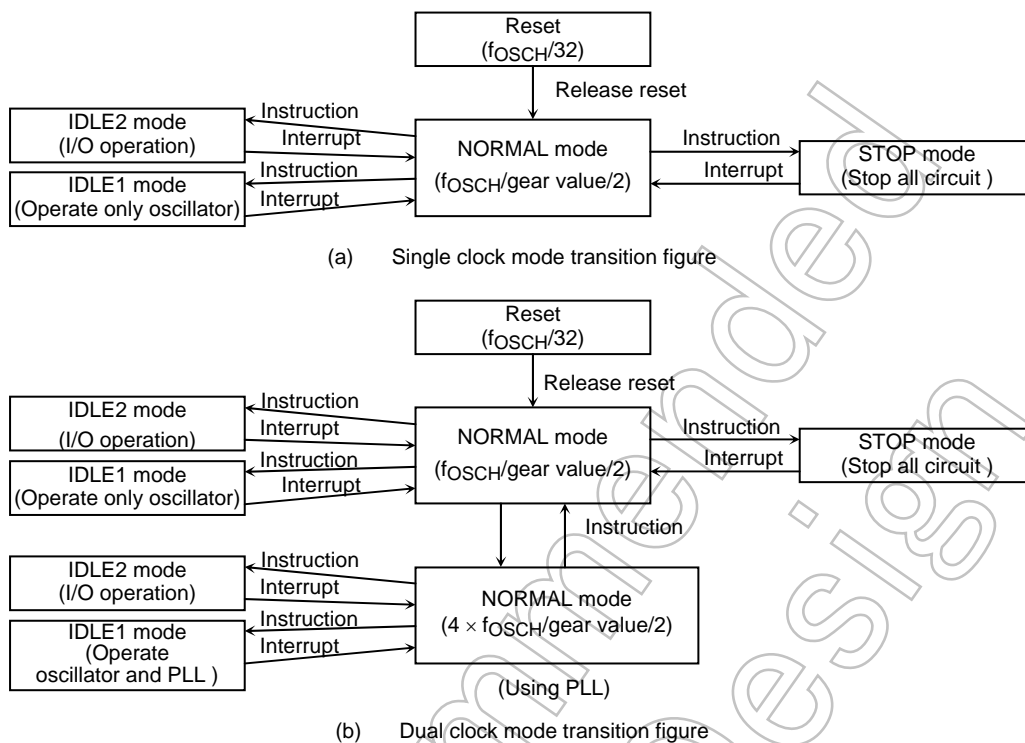 Reset
(fOSCH/32)
Release reset
IDLE2 mode
(I/O operation)
Instruction
Interrupt
IDLE1 mode
(Operate only oscillator)
Instruction
Interrupt
NORMAL mode
(fOSCH/gear value/2)
Instruction
Interrupt
STOP mode
(Stop all circuit )
(a) Single clock mode transition figure
Reset
(fOSCH/32)
Release reset
IDLE2 mode
(I/O operation)
Instruction
Interrupt
IDLE1 mode
(Operate only oscillator)
Instruction
Interrupt
NORMAL mode
(fOSCH/gear value/2)
Instruction
Interrupt
STOP mode
(Stop all circuit )
Instruction
IDLE2 mode
(I/O operation)
Instruction
Interrupt
IDLE1 mode
(Operate
oscillator and PLL )
Instruction
Interrupt
NORMAL mode
(4 × fOSCH/gear value/2)
(Using PLL)
(b) Dual clock mode transition figure
mmended
esign